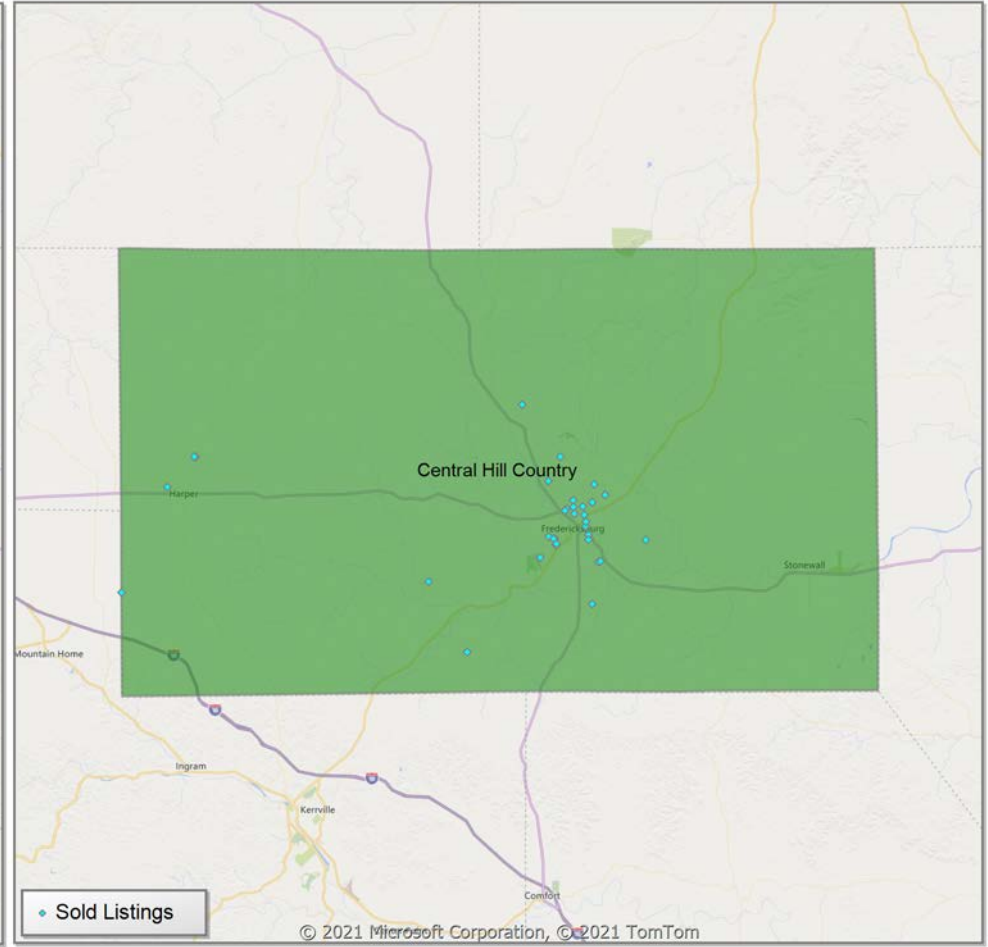 Central Hill Country
Harper
Fredericksburg
Stonewall
Mountain Home
Ingram
Kerrville
Comfort
Sold Listings
© 2021 Microsoft Corporation, © 2021 TomTom